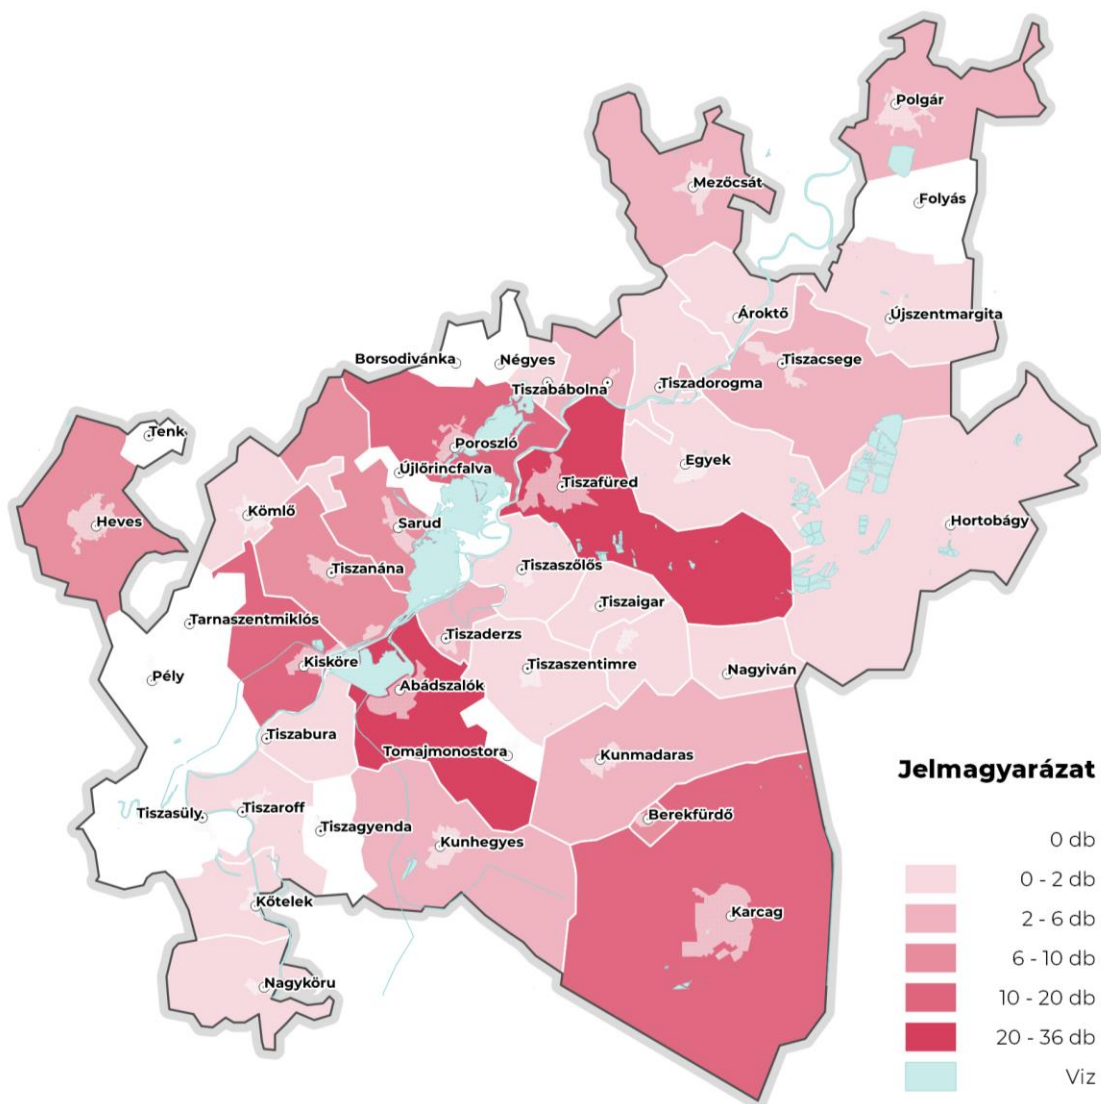 Polgár
Mezőcsát
Folyás
Ároktő
Újszentmargita
Borsodivánka
Négyes
Tiszacsege
Tiszabábolna
Tiszadorogma
Tenk
Poroszló
Újlőrincfalva
Egyek
Tiszafüred
Kömlő
Heves
Sarud
Hortobágy
Tiszanána
Tiszaszőlős
Tiszaigar
Tarnaszentmiklós
Tiszaderzs
Kisköre
Tiszaszentimre
Nagyiván
Pély
Abádszalók
Tiszabura
Tomajmonostora
Kunmadaras
Tiszasüly
Tiszaroff
Berekfürdő
Tiszagyenda
Kunhegyes
Kőtelek
Karcag
Nagyköru
Jelmagyarázat
0 db
0 - 2 db
2 - 6 db
6 - 10 db
10 - 20 db
20 - 36 db
Viz